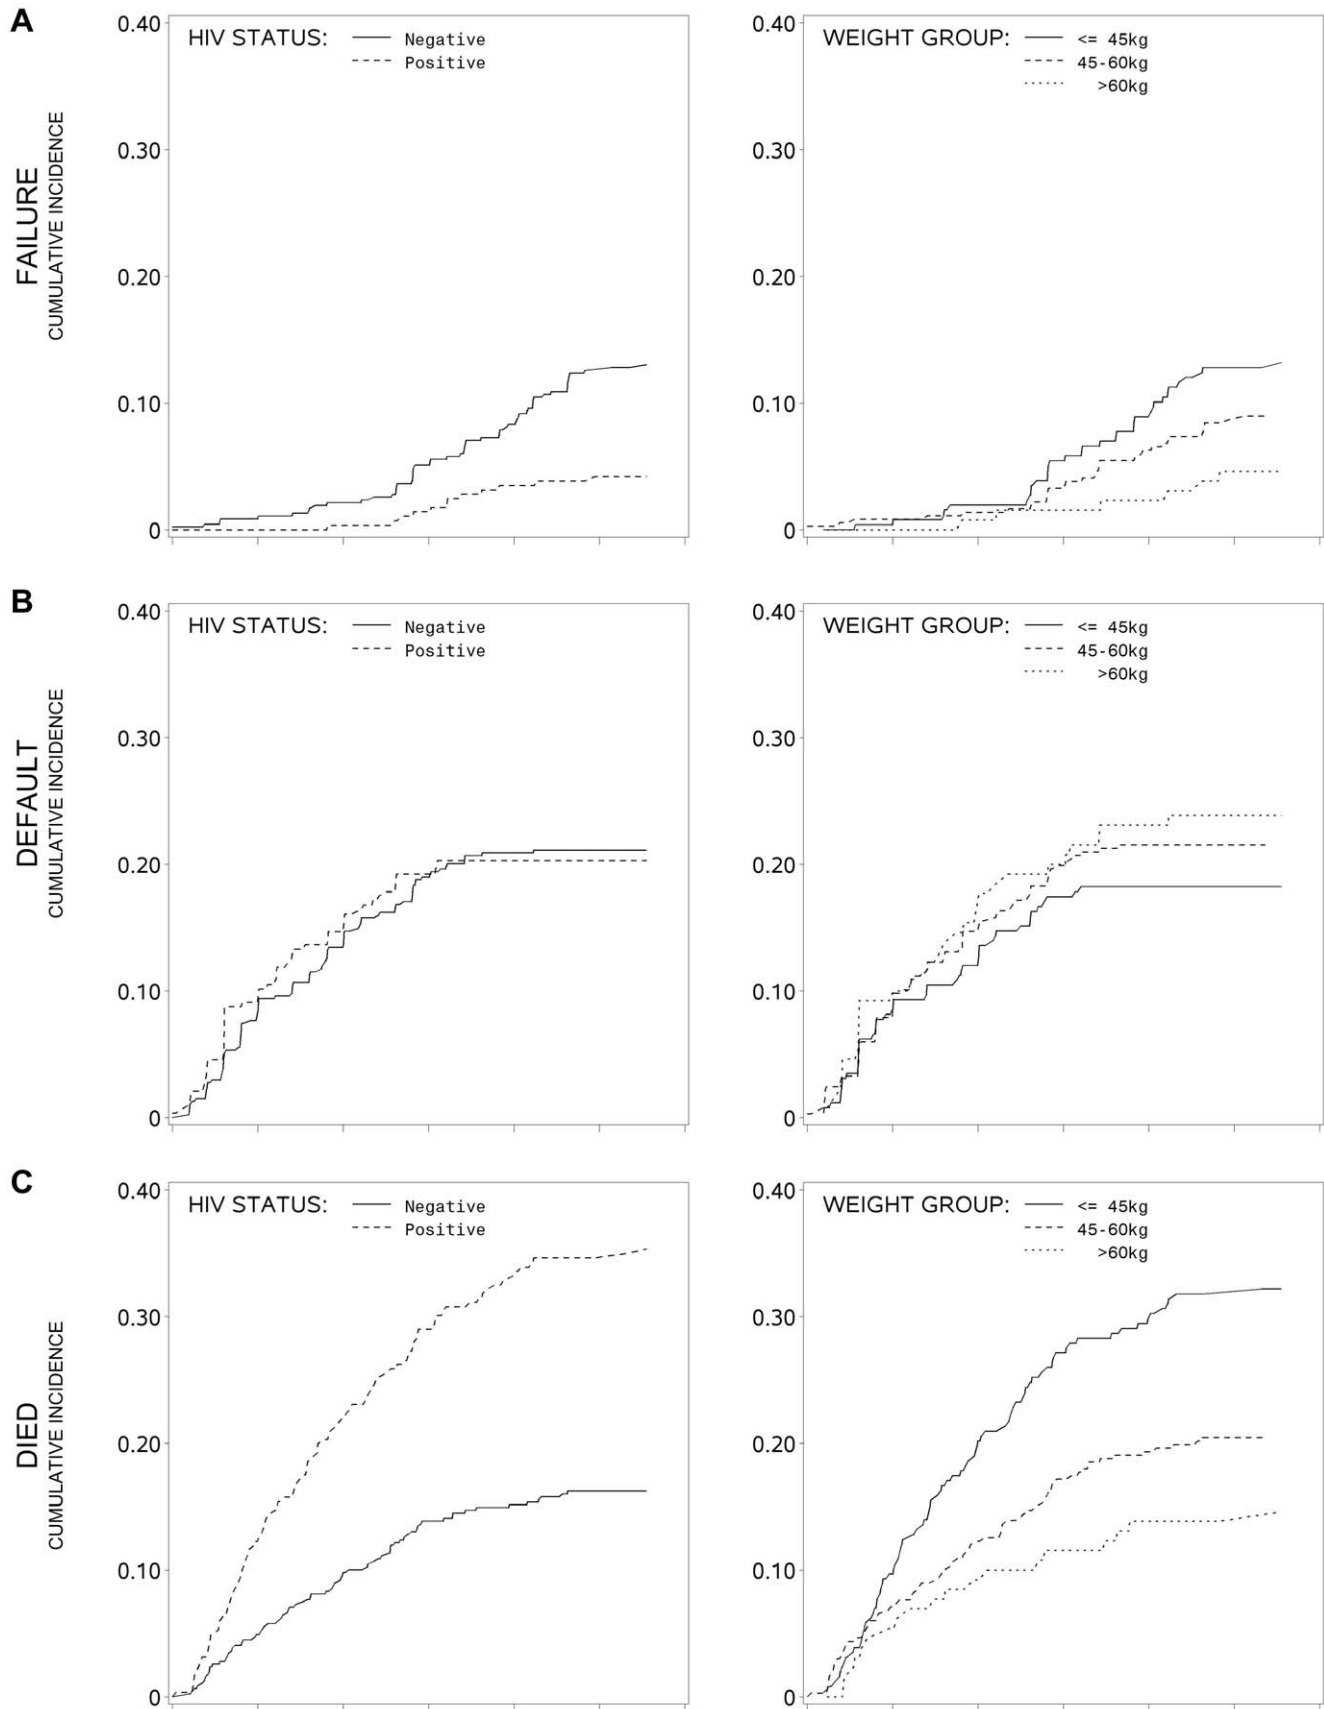 A
FAILURE
CUMULATIVE INCIDENCE
0.40
0.30
0.20
0.10
0
HIV STATUS: Negative
Positive
0.40
0.30
0.20
0.10
0
WEIGHT GROUP: <= 45kg
45-60kg
>60kg
B
DEFAULT
CUMULATIVE INCIDENCE
0.40
0.30
0.20
0.10
0
HIV STATUS: Negative
Positive
0.40
0.30
0.20
0.10
0
WEIGHT GROUP: <= 45kg
45-60kg
>60kg
C
DIED
CUMULATIVE INCIDENCE
0.40
0.30
0.20
0.10
0
HIV STATUS: Negative
Positive
0.40
0.30
0.20
0.10
0
WEIGHT GROUP: <= 45kg
45-60kg
>60kg